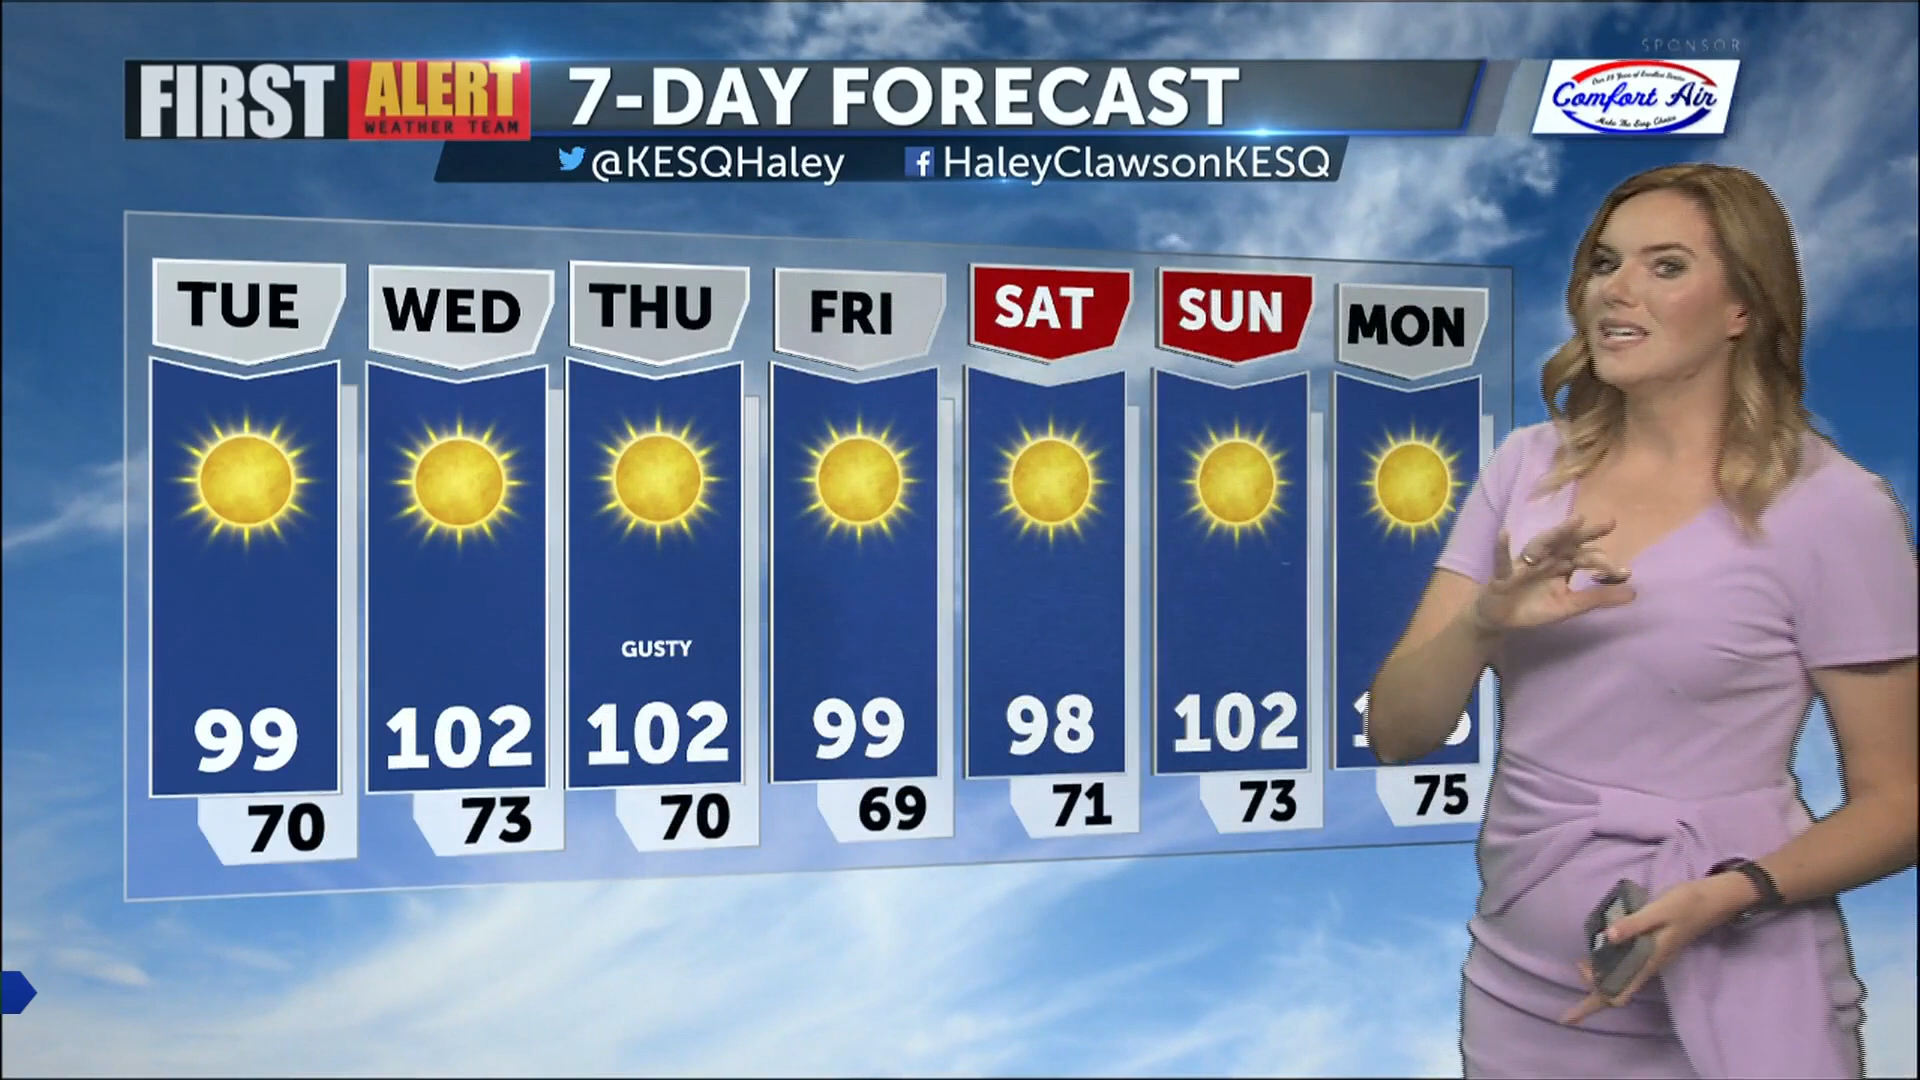 SPONSOR
FIRST ALERT
WEATHER TEAM
7-DAY FORECAST
Comfort Air
@KESQHaley
HaleyClawsonKESQ
TUE WED THU FRI SAT SUN MON
GUSTY
99 102 102 99 98 102
70 73 70 69 71 73 75